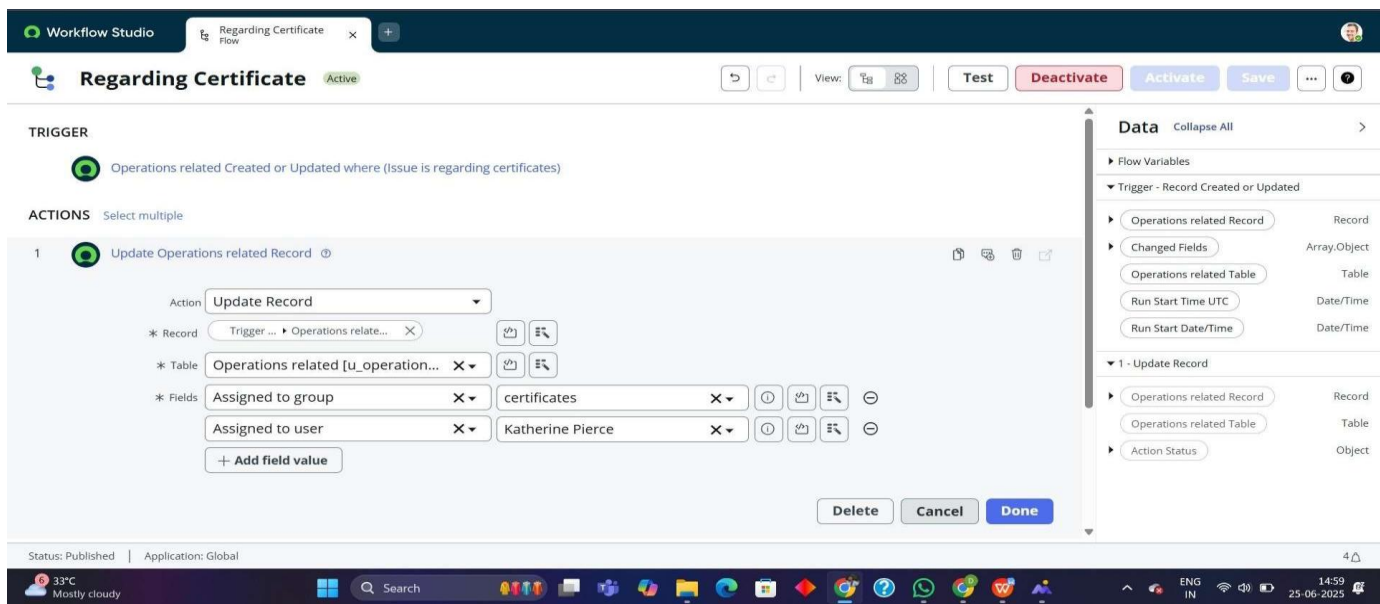 Workflow Studio
Regarding Certificate
Flow
Regarding Certificate Active
View:
Test
Deactivate
Activate
Save
TRIGGER
Operations related Created or Updated where (Issue is regarding certificates)
ACTIONS Select multiple
1 Update Operations related Record
Action Update Record
* Record Trigger ... Operations relate...
* Table Operations related [u_operation...
* Fields Assigned to group certificates
Assigned to user Katherine Pierce
+ Add field value
Delete Cancel Done
Data Collapse All
Flow Variables
Trigger - Record Created or Updated
Operations related Record Record
Changed Fields Array.Object
Operations related Table Table
Run Start Time UTC Date/Time
Run Start Date/Time Date/Time
1 - Update Record
Operations related Record Record
Operations related Table Table
Action Status Object
Status: Published | Application: Global
4
6
33°C
Mostly cloudy
Search
ENG
IN
14:59
25-06-2025